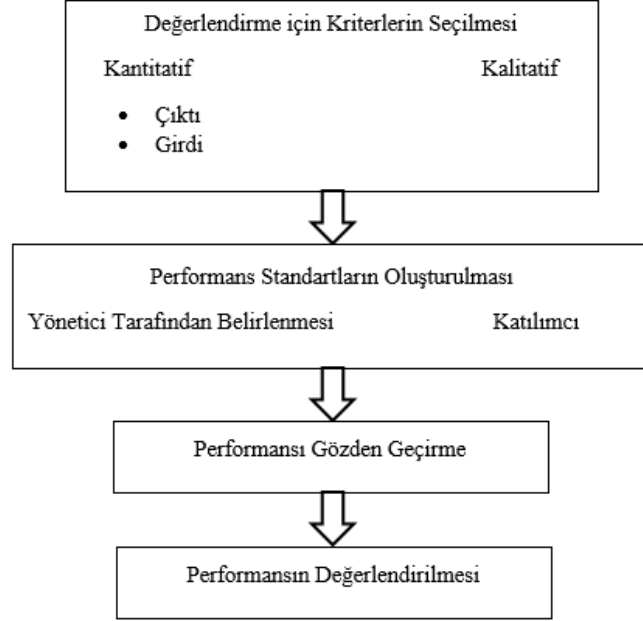 Değerlendirme için Kriterlerin Seçilmesi
Kantitatif Kalitatif
• Çıktı
• Girdi
Performans Standartların Oluşturulması
Yönetici Tarafından Belirlenmesi Katılımcı
Performansı Gözden Geçirme
Performansın Değerlendirilmesi